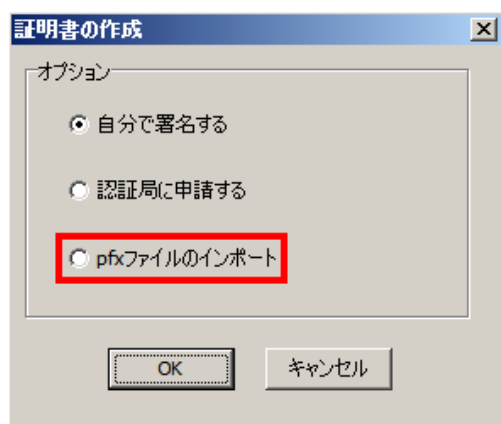 証明書の作成
オプション
自分で署名する
認証局に申請する
pfxファイルのインポート
OK
キャンセル